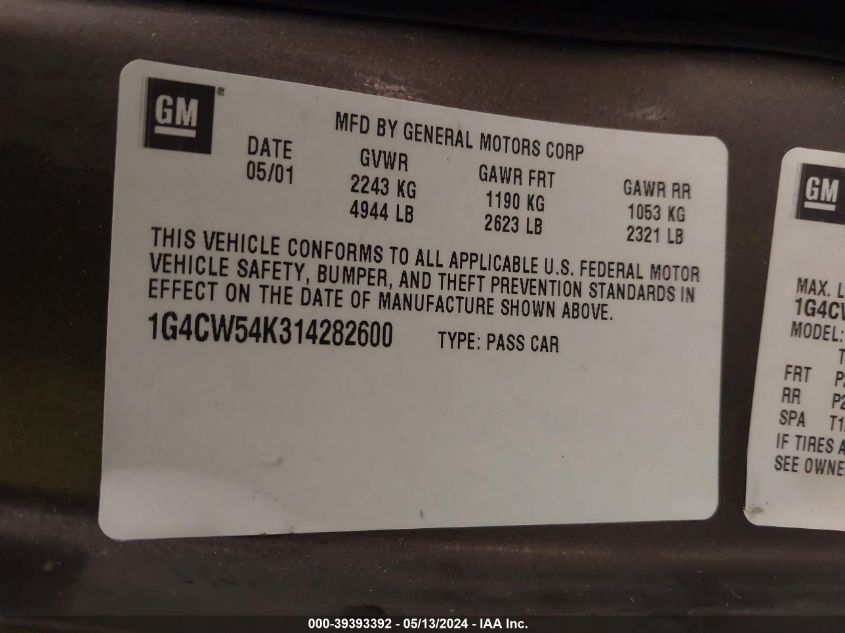 GM®
MFD BY GENERAL MOTORS CORP
DATE GVWR GAWR FRT GAWR RR
05/01 2243 KG 1190 KG 1053 KG
4944 LB 2623 LB 2321 LB
THIS VEHICLE CONFORMS TO ALL APPLICABLE U.S. FEDERAL MOTOR
VEHICLE SAFETY, BUMPER, AND THEFT PREVENTION STANDARDS IN
EFFECT ON THE DATE OF MANUFACTURE SHOWN ABOVE.
1G4CW54K314282600 TYPE: PASS CAR
GM
MAX. L
1G4CW
MODEL:
T
FRT P2
RR P2
SPA T1
IF TIRES A
SEE OWNE
000-39393392 - 05/13/2024 - IAA Inc.